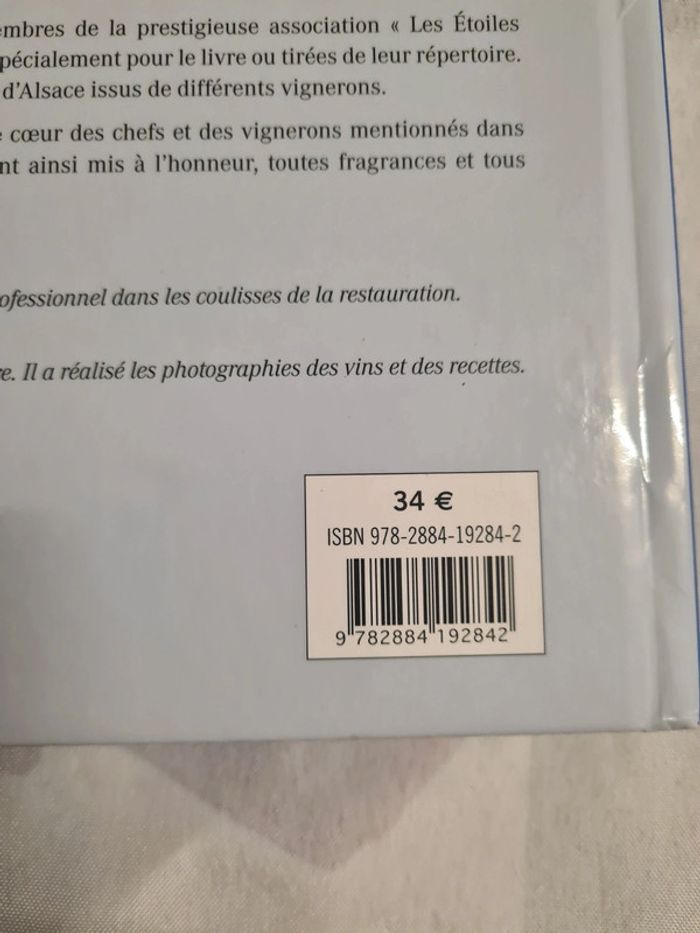 mbres de la prestigieuse association « Les Étoiles
pécialement pour le livre ou tirées de leur répertoire.
d'Alsace issus de différents vignerons.
cœur des chefs et des vignerons mentionnés dans
nt ainsi mis à l'honneur, toutes fragrances et tous
ofessionnel dans les coulisses de la restauration.
e. Il a réalisé les photographies des vins et des recettes.
34 €
ISBN 978-2884-19284-2
9 782884 192842